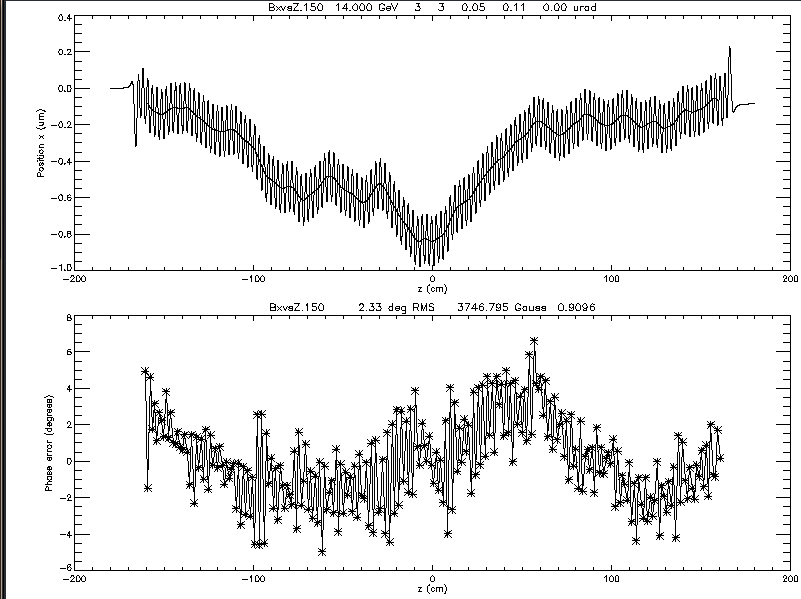 BxvsZ.150 14.000 GeV 3 3 0.05 0.11 0.00 urad
0.4
0.2
0.0
-0.2
-0.4
-0.6
-0.8
-1.0
Position x (um)
-200 -100 0 100 200
z (cm)
BxvsZ.150 2.33 deg RMS 3746.795 Gauss 0.9096
8
6
4
2
0
-2
-4
-6
Phase error (degrees)
-200 -100 0 100 200
z (cm)